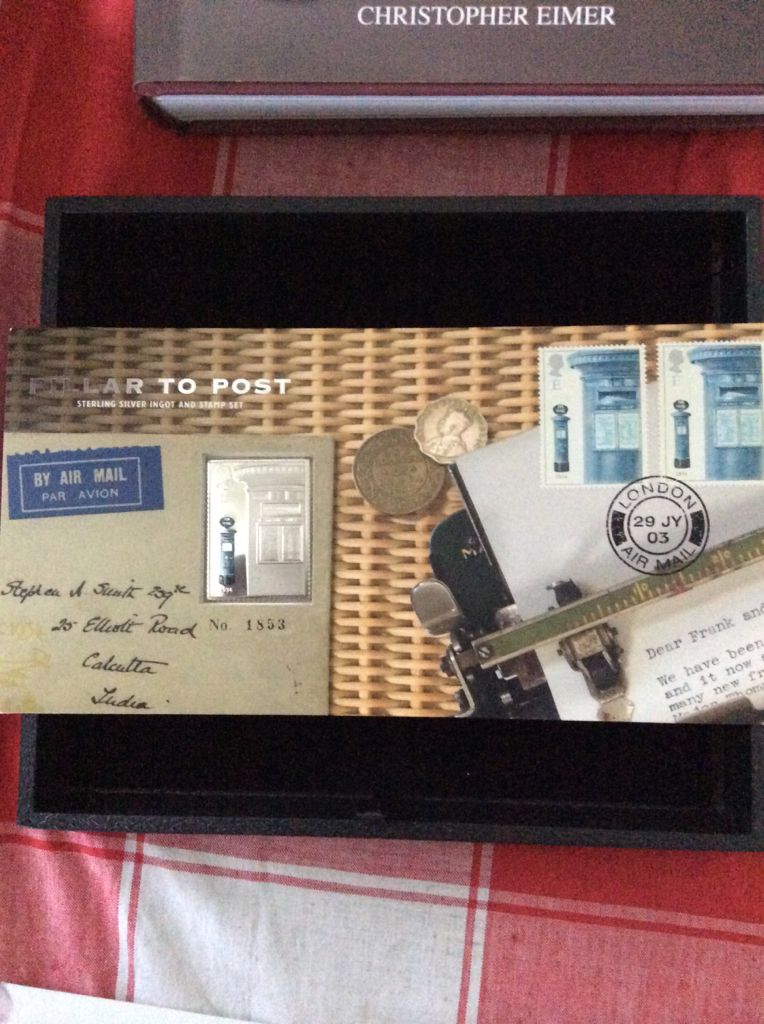 CHRISTOPHER EIMER
PILLAR TO POST
STERLING SILVER INGOT AND STAMP SET
BY AIR MAIL
PAR AVION
Stephen A Smith Esqre
25 Elliott Road
Calcutta
India
No. 1853
E
E
LONDON
29 JY
03
AIR MAIL
Dear Frank and
We have been
and it now
many new fr